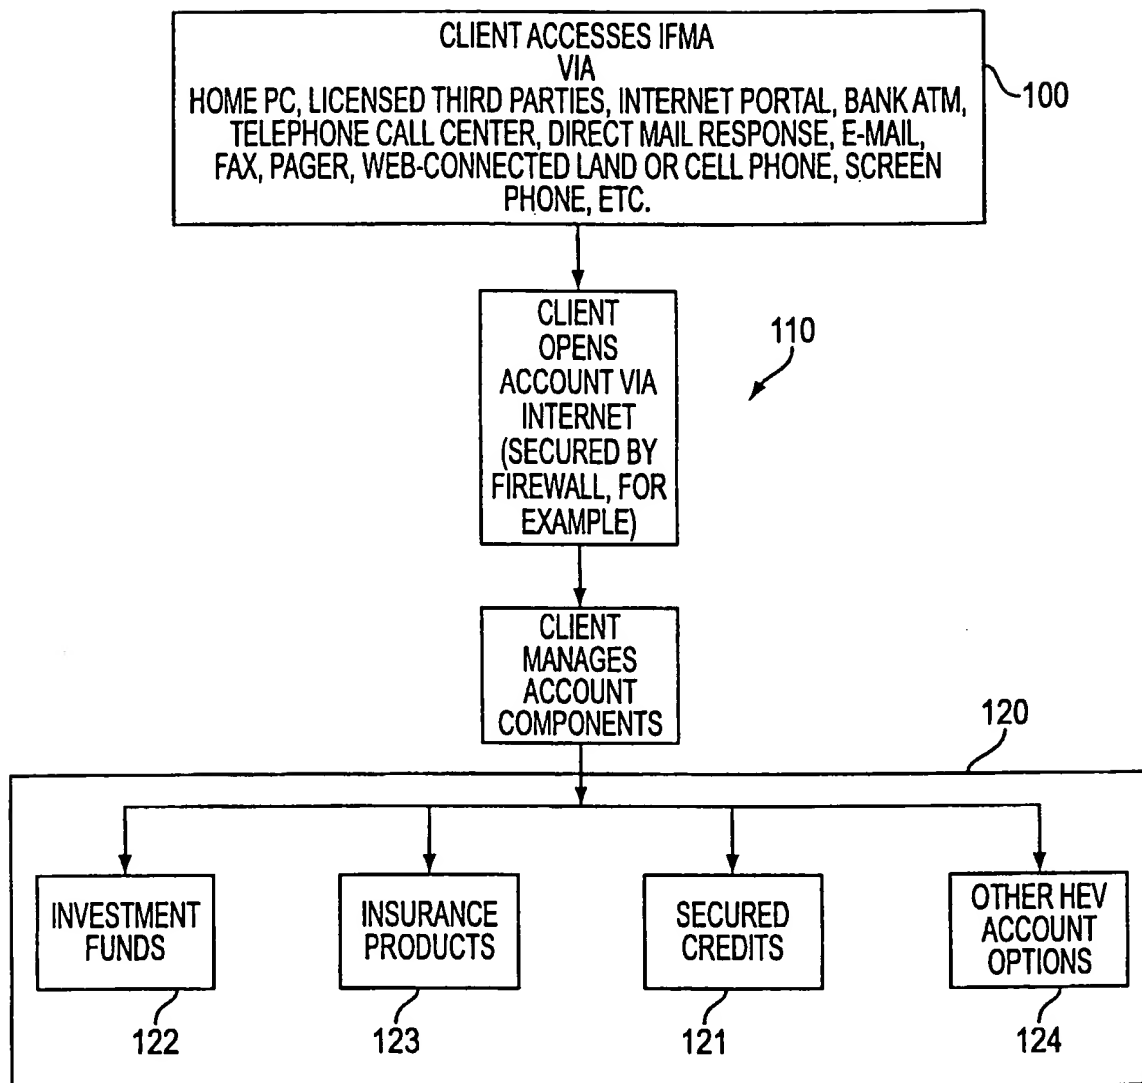 CLIENT ACCESSES IFMA
VIA
HOME PC, LICENSED THIRD PARTIES, INTERNET PORTAL, BANK ATM,
TELEPHONE CALL CENTER, DIRECT MAIL RESPONSE, E-MAIL,
FAX, PAGER, WEB-CONNECTED LAND OR CELL PHONE, SCREEN
PHONE, ETC.
100
CLIENT
OPENS
ACCOUNT VIA
INTERNET
(SECURED BY
FIREWALL, FOR
EXAMPLE)
110
CLIENT
MANAGES
ACCOUNT
COMPONENTS
120
INVESTMENT
FUNDS
122
INSURANCE
PRODUCTS
123
SECURED
CREDITS
121
OTHER HEV
ACCOUNT
OPTIONS
124